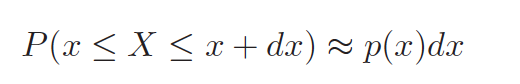 P(x ≤ X ≤ x + dx) ≈ p(x)dx